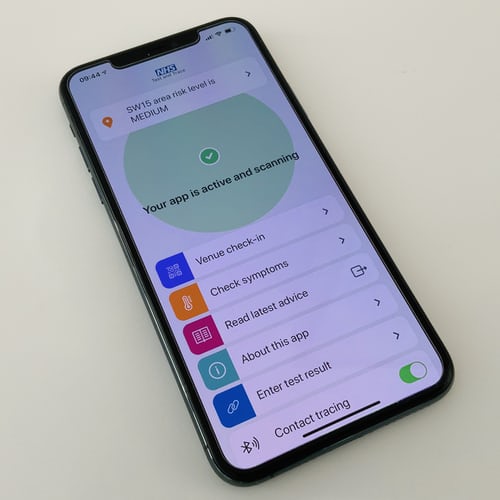 09:44
NHS
Test and Trace
SW15 area risk level is
MEDIUM
Your app is active and scanning
Venue check-in
Check symptoms
Read latest advice
About this app
Enter test result
Contact tracing